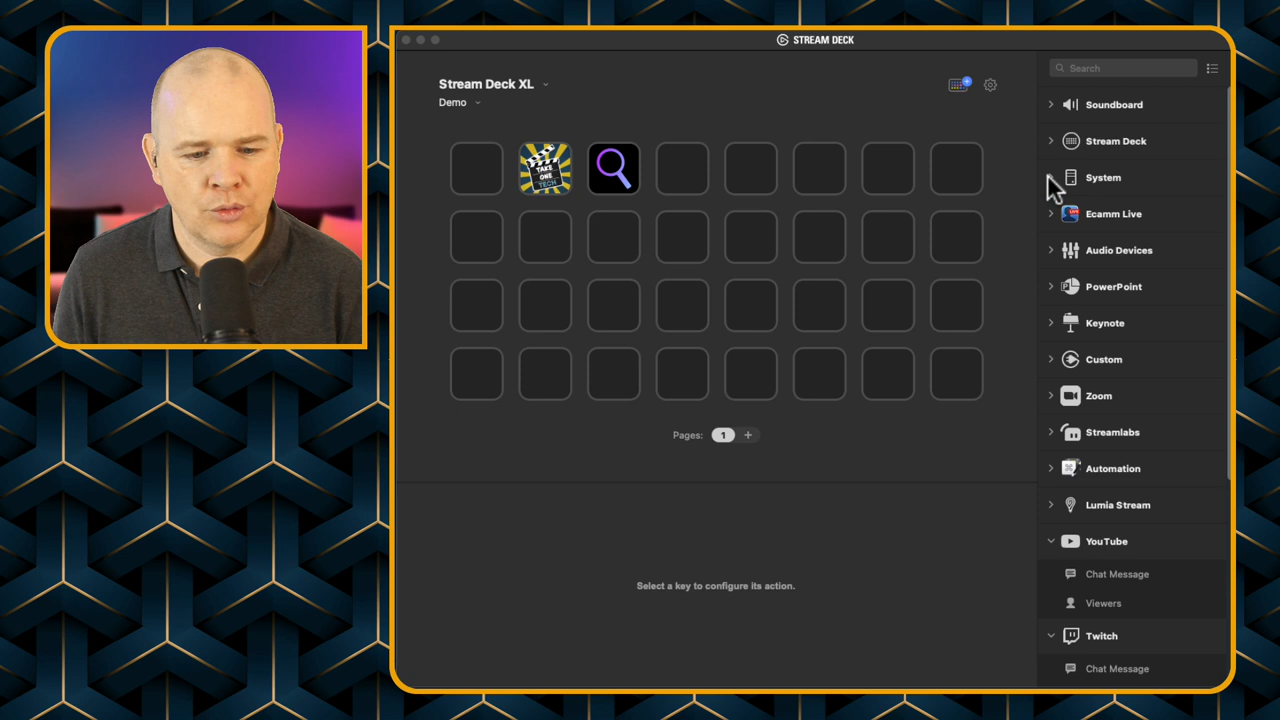 STREAM DECK
Stream Deck XL
Demo
TAKE
ONE
TECH
Pages: 1 +
Select a key to configure its action.
Search
Soundboard
Stream Deck
System
Ecamm Live
Audio Devices
PowerPoint
Keynote
Custom
Zoom
Streamlabs
Automation
Lumia Stream
YouTube
Chat Message
Viewers
Twitch
Chat Message